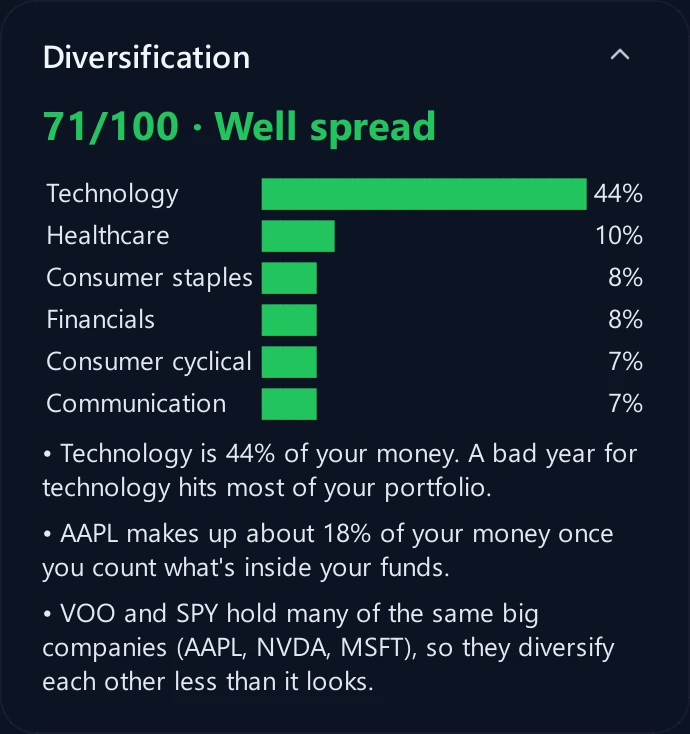 Diversification
71/100 · Well spread
Technology 44%
Healthcare 10%
Consumer staples 8%
Financials 8%
Consumer cyclical 7%
Communication 7%
• Technology is 44% of your money. A bad year for
technology hits most of your portfolio.
• AAPL makes up about 18% of your money once
you count what's inside your funds.
• VOO and SPY hold many of the same big
companies (AAPL, NVDA, MSFT), so they diversify
each other less than it looks.